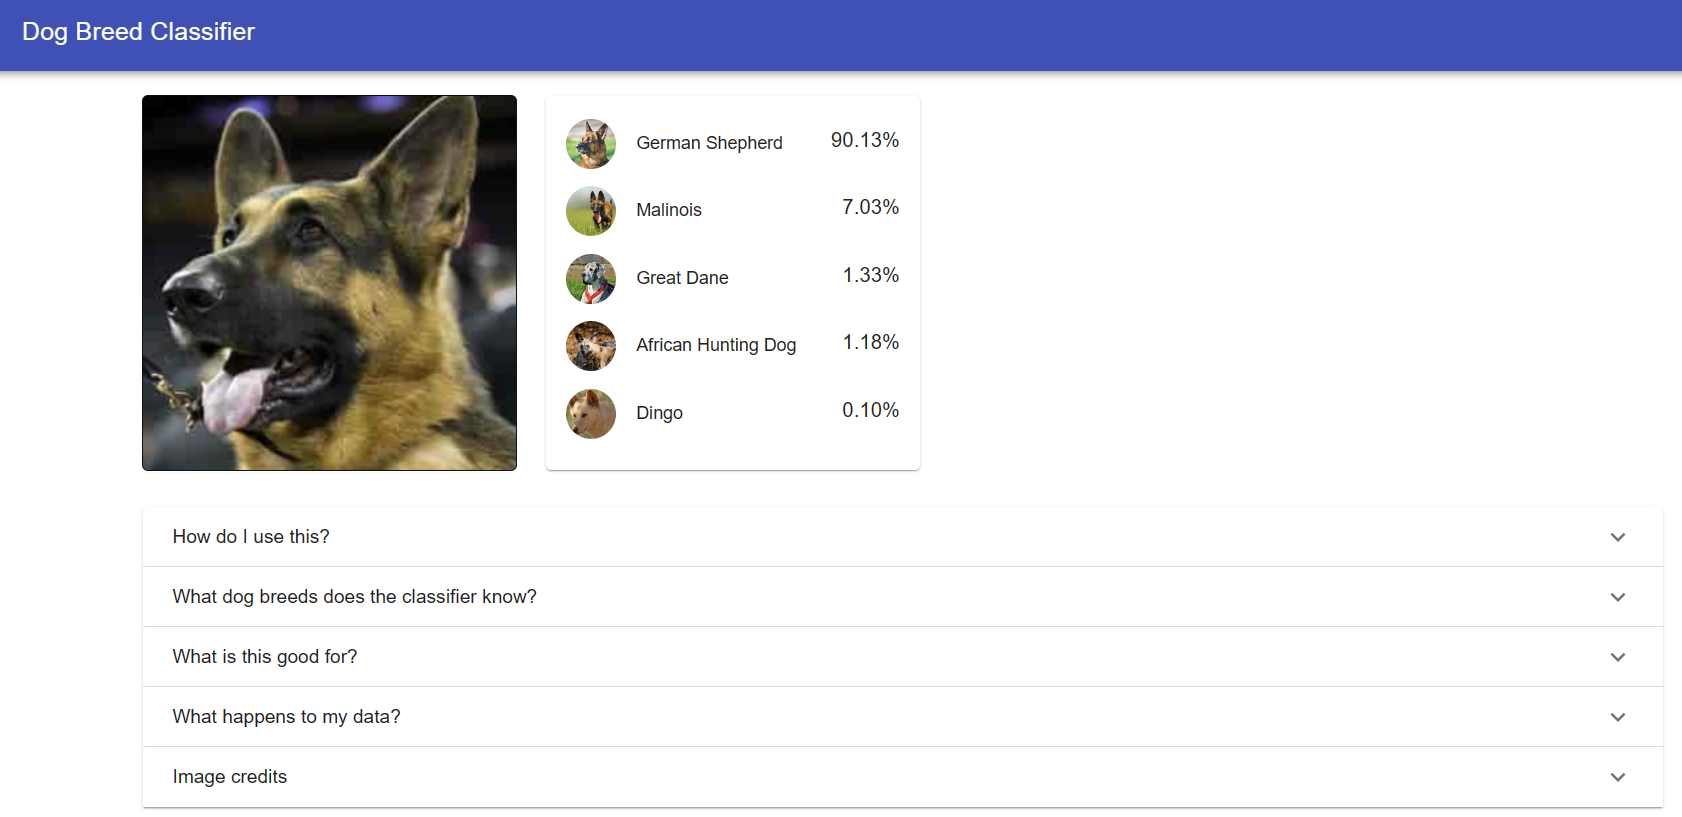 Dog Breed Classifier
German Shepherd 90.13%
Malinois 7.03%
Great Dane 1.33%
African Hunting Dog 1.18%
Dingo 0.10%
How do I use this?
What dog breeds does the classifier know?
What is this good for?
What happens to my data?
Image credits